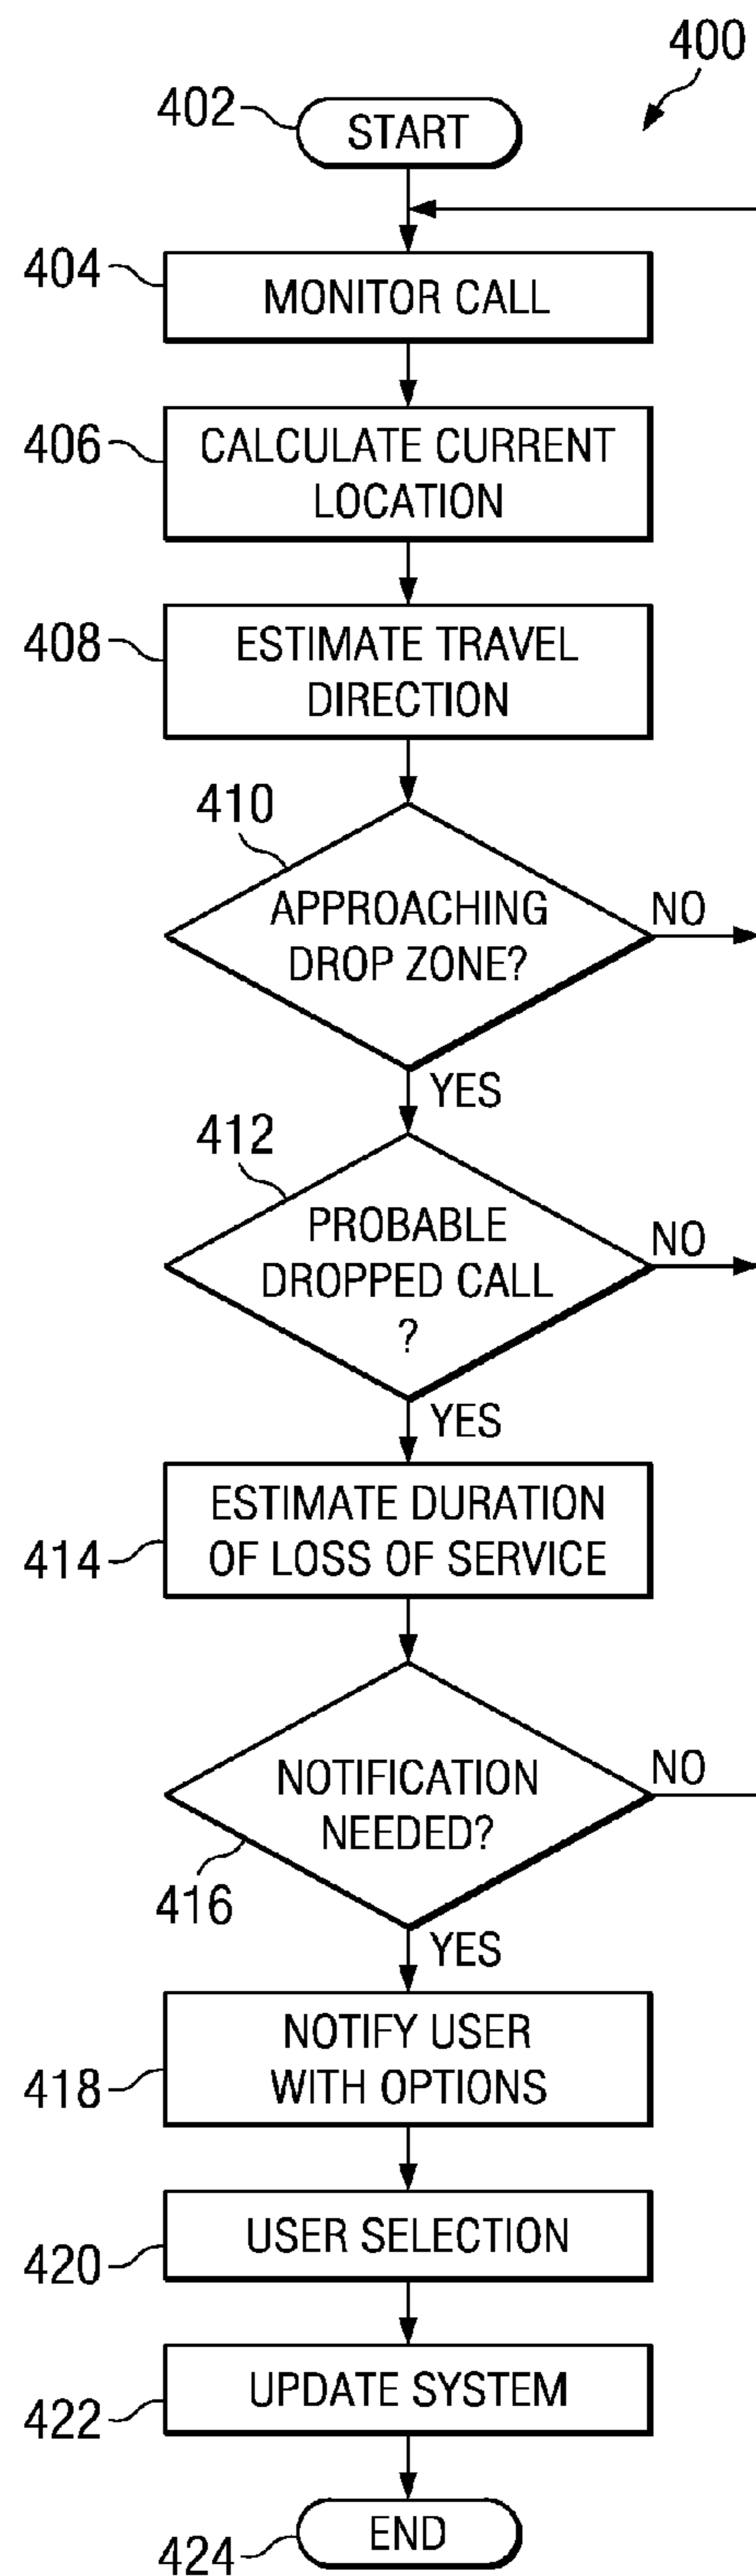 400
402
START
404
MONITOR CALL
406
CALCULATE CURRENT
LOCATION
408
ESTIMATE TRAVEL
DIRECTION
410
APPROACHING
DROP ZONE?
NO
YES
412
PROBABLE
DROPPED CALL
?
NO
YES
414
ESTIMATE DURATION
OF LOSS OF SERVICE
NOTIFICATION
NEEDED?
NO
416
YES
418
NOTIFY USER
WITH OPTIONS
420
USER SELECTION
422
UPDATE SYSTEM
424
END